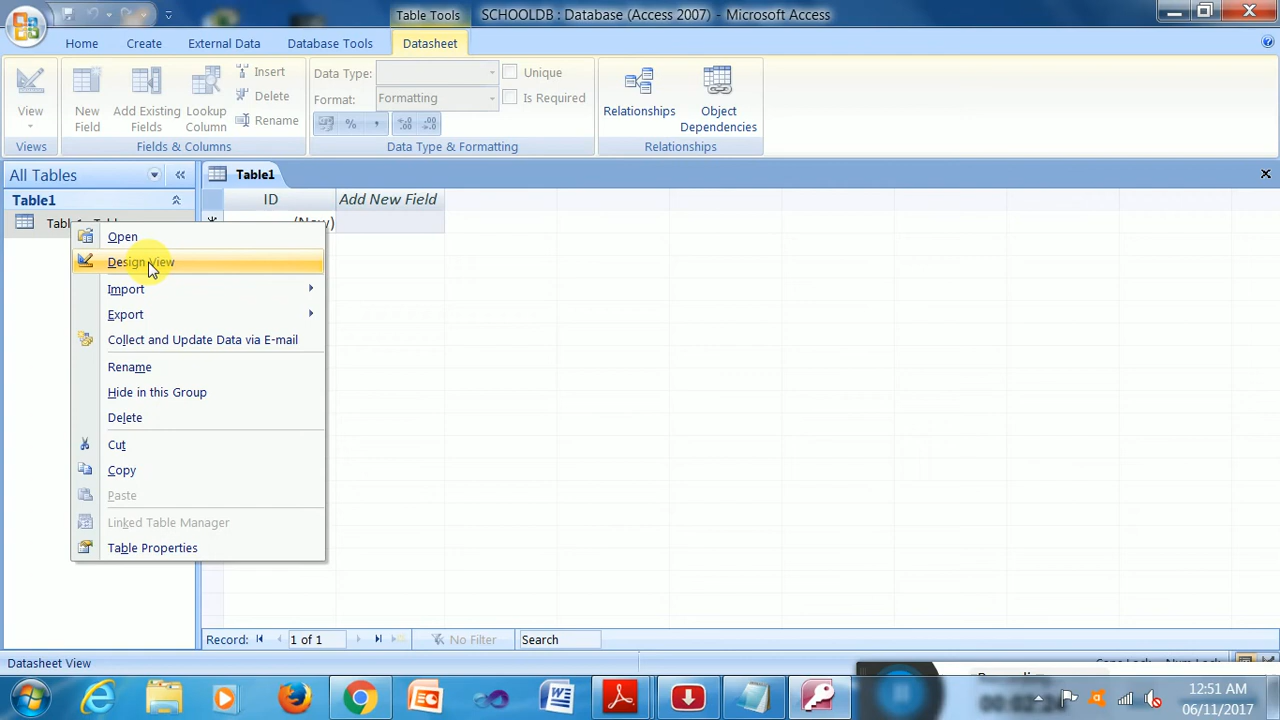 Table Tools
SCHOOLDB : Database (Access 2007) - Microsoft Access
Home Create External Data Database Tools Datasheet
View
New Field
Add Existing Fields
Lookup Column
Insert
Delete
Rename
Data Type:
Format: Formatting
% ,
Unique
Is Required
Relationships
Object Dependencies
Views
Fields & Columns
Data Type & Formatting
Relationships
All Tables
Table1
Table1
ID Add New Field
(New)
Open
Design View
Import
Export
Collect and Update Data via E-mail
Rename
Hide in this Group
Delete
Cut
Copy
Paste
Linked Table Manager
Table Properties
Record: 1 of 1 No Filter Search
Datasheet View
12:51 AM
06/11/2017